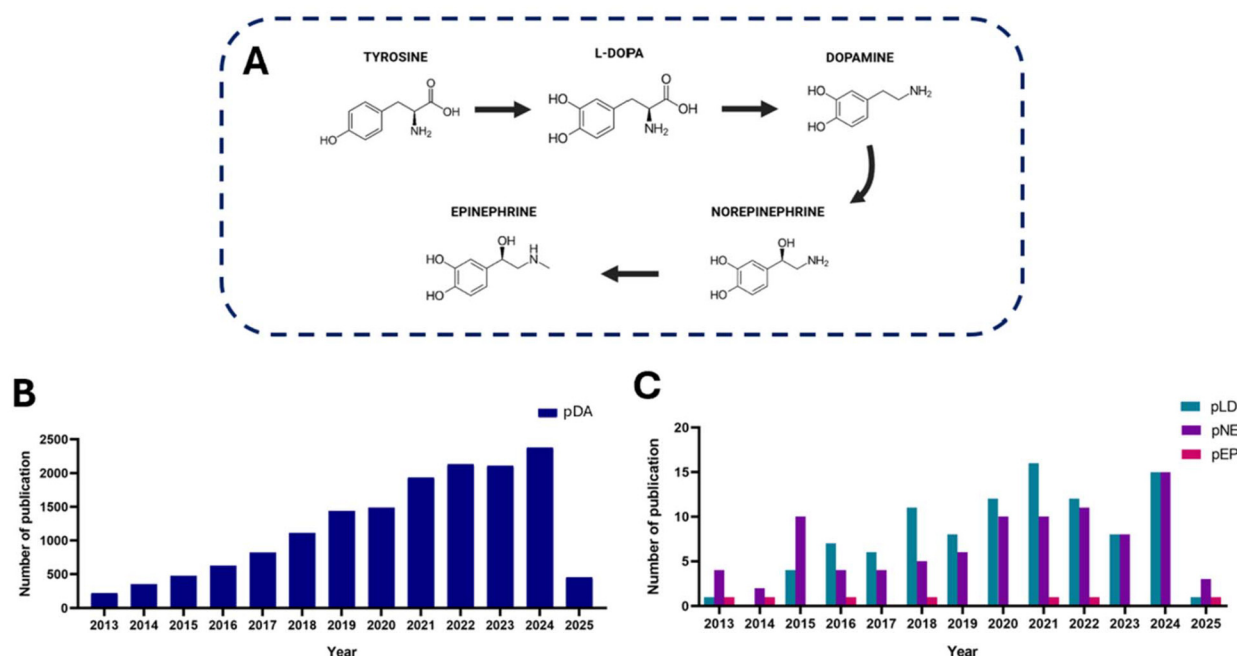 A
TYROSINE
L-DOPA
DOPAMINE
HO
O
OH
NH2
HO
HO
O
OH
NH2
HO
HO
NH2
EPINEPHRINE
NOREPINEPHRINE
HO
HO
OH
H
N
HO
HO
OH
NH2
B
pDA
Number of publication
2500
2000
1500
1000
500
0
2013 2014 2015 2016 2017 2018 2019 2020 2021 2022 2023 2024 2025
Year
C
pLD
pNE
pEP
Number of publication
20
15
10
5
0
2013 2014 2015 2016 2017 2018 2019 2020 2021 2022 2023 2024 2025
Year